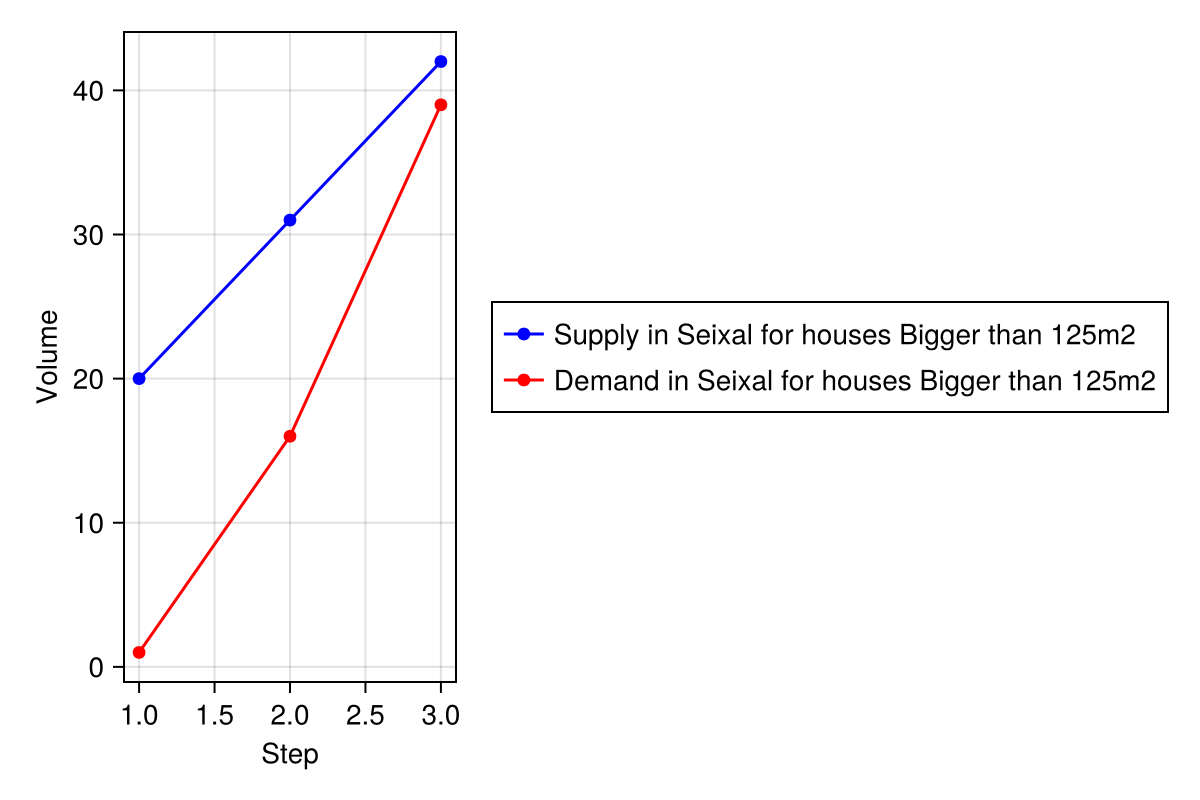 40
30
20
10
0
Volume
1.0 1.5 2.0 2.5 3.0
Step
Supply in Seixal for houses Bigger than 125m2
Demand in Seixal for houses Bigger than 125m2